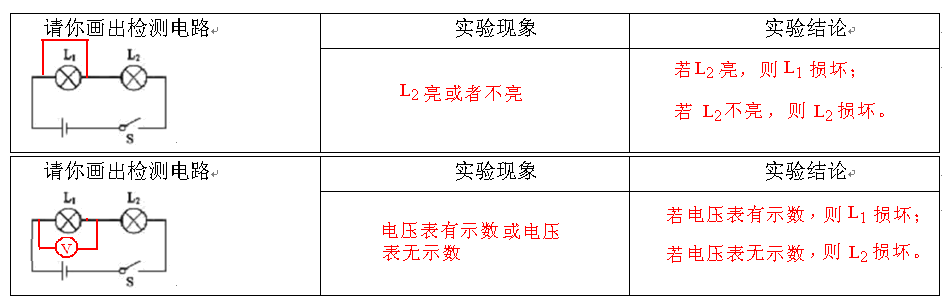 请你画出检测电路
实验现象
实验结论
L₁ L₂
S
L₂亮或者不亮
若L₂亮，则L₁损坏；
若 L₂不亮，则L₂损坏。
请你画出检测电路
实验现象
实验结论
L₁ L₂
V
S
电压表有示数或电压
表无示数
若电压表有示数，则L₁损坏；
若电压表无示数，则L₂损坏。